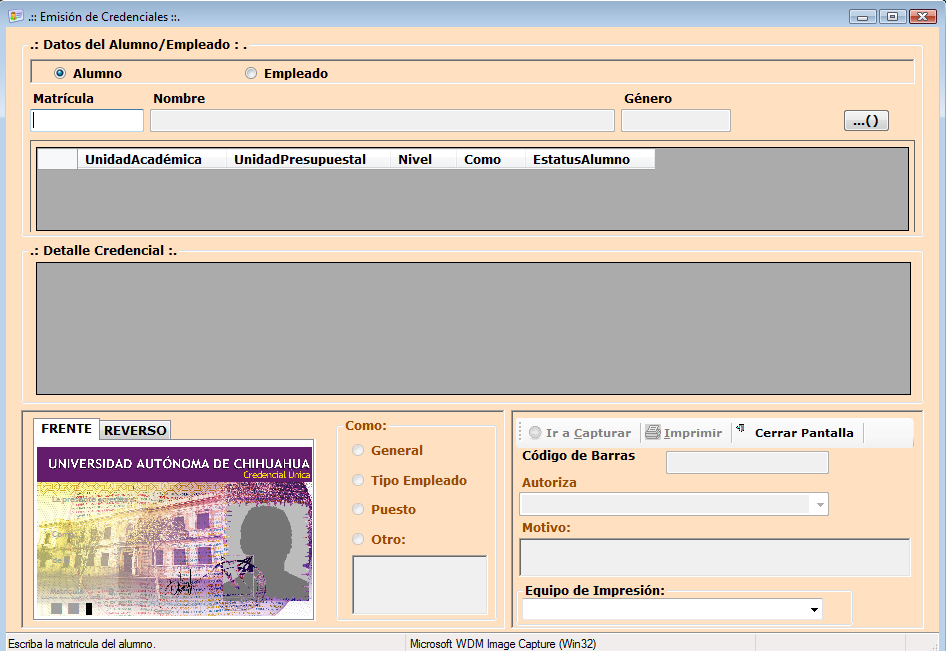 .:: Emisión de Credenciales ::.
.: Datos del Alumno/Empleado : .
Alumno Empleado
Matrícula Nombre Género
...( )
UnidadAcadémica UnidadPresupuestal Nivel Como EstatusAlumno
.: Detalle Credencial :.
FRENTE REVERSO
UNIVERSIDAD AUTÓNOMA DE CHIHUAHUA
Credencial Unica
Como:
General
Tipo Empleado
Puesto
Otro:
Ir a Capturar Imprimir Cerrar Pantalla
Código de Barras
Autoriza
Motivo:
Equipo de Impresión:
Escriba la matricula del alumno. Microsoft WDM Image Capture (Win32)